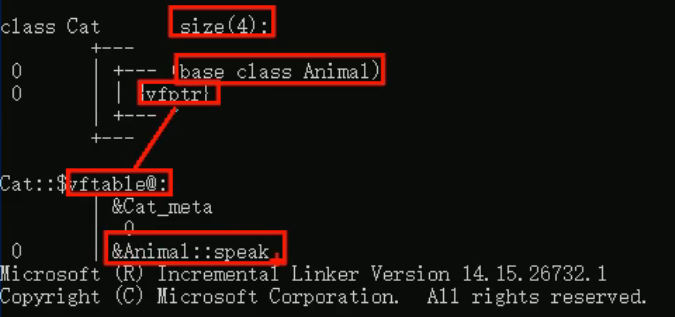 class Cat size(4):
+---
0 | +--- (base class Animal)
0 | | {vfptr}
| +---
+---
Cat::$vftable@:
| &Cat_meta
| 0
0 | &Animal::speak
Microsoft (R) Incremental Linker Version 14.15.26732.1
Copyright (C) Microsoft Corporation. All rights reserved.